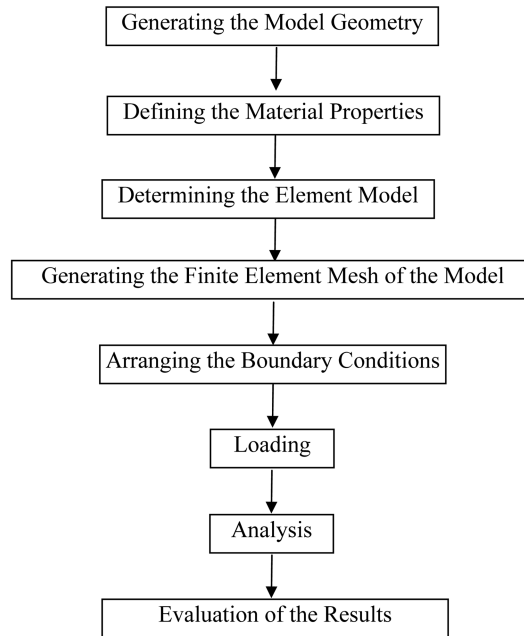 Generating the Model Geometry
Defining the Material Properties
Determining the Element Model
Generating the Finite Element Mesh of the Model
Arranging the Boundary Conditions
Loading
Analysis
Evaluation of the Results